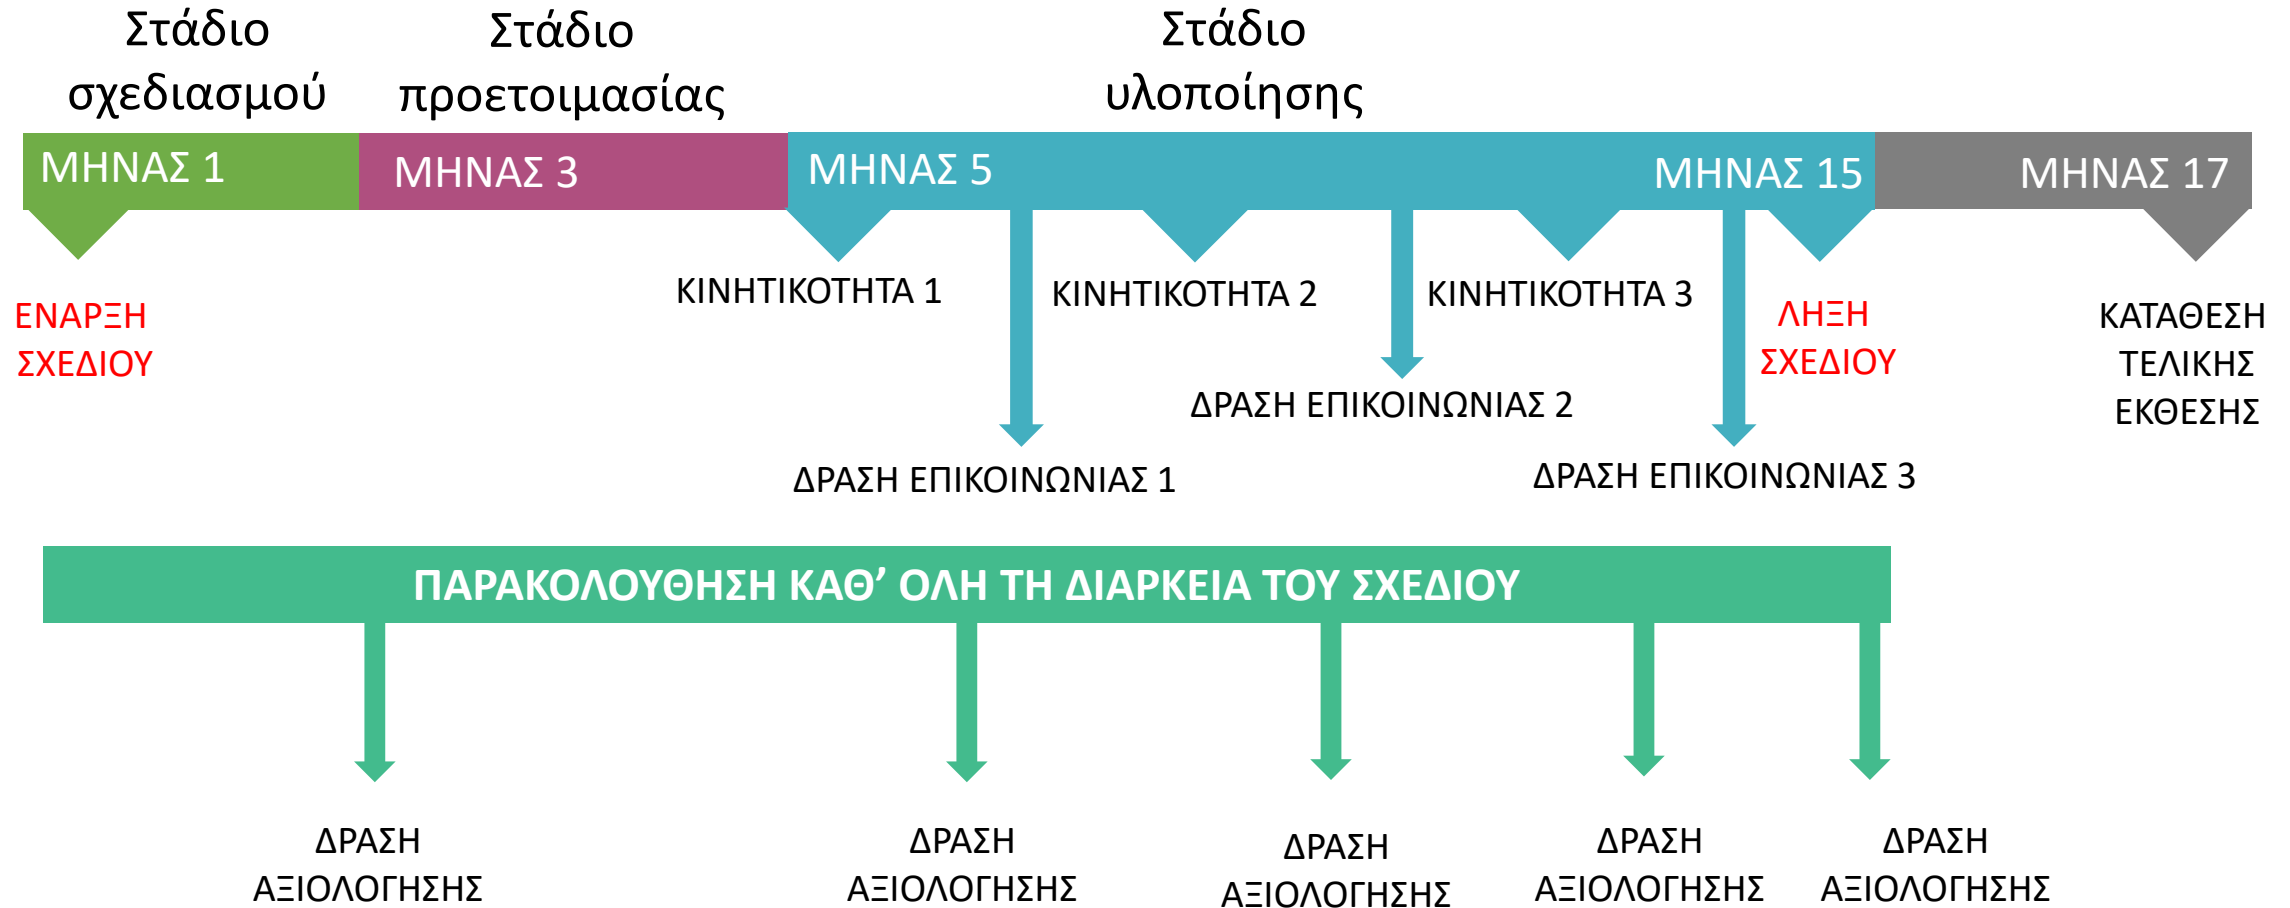 Στάδιο
σχεδιασμού
Στάδιο
προετοιμασίας
Στάδιο
υλοποίησης
ΜΗΝΑΣ 1
ΜΗΝΑΣ 3
ΜΗΝΑΣ 5
ΜΗΝΑΣ 15
ΜΗΝΑΣ 17
ΕΝΑΡΞΗ
ΣΧΕΔΙΟΥ
ΚΙΝΗΤΙΚΟΤΗΤΑ 1
ΚΙΝΗΤΙΚΟΤΗΤΑ 2
ΚΙΝΗΤΙΚΟΤΗΤΑ 3
ΛΗΞΗ
ΣΧΕΔΙΟΥ
ΚΑΤΑΘΕΣΗ
ΤΕΛΙΚΗΣ
ΕΚΘΕΣΗΣ
ΔΡΑΣΗ ΕΠΙΚΟΙΝΩΝΙΑΣ 2
ΔΡΑΣΗ ΕΠΙΚΟΙΝΩΝΙΑΣ 1
ΔΡΑΣΗ ΕΠΙΚΟΙΝΩΝΙΑΣ 3
ΠΑΡΑΚΟΛΟΥΘΗΣΗ ΚΑΘ’ ΟΛΗ ΤΗ ΔΙΑΡΚΕΙΑ ΤΟΥ ΣΧΕΔΙΟΥ
ΔΡΑΣΗ
ΑΞΙΟΛΟΓΗΣΗΣ
ΔΡΑΣΗ
ΑΞΙΟΛΟΓΗΣΗΣ
ΔΡΑΣΗ
ΑΞΙΟΛΟΓΗΣΗΣ
ΔΡΑΣΗ
ΑΞΙΟΛΟΓΗΣΗΣ
ΔΡΑΣΗ
ΑΞΙΟΛΟΓΗΣΗΣ